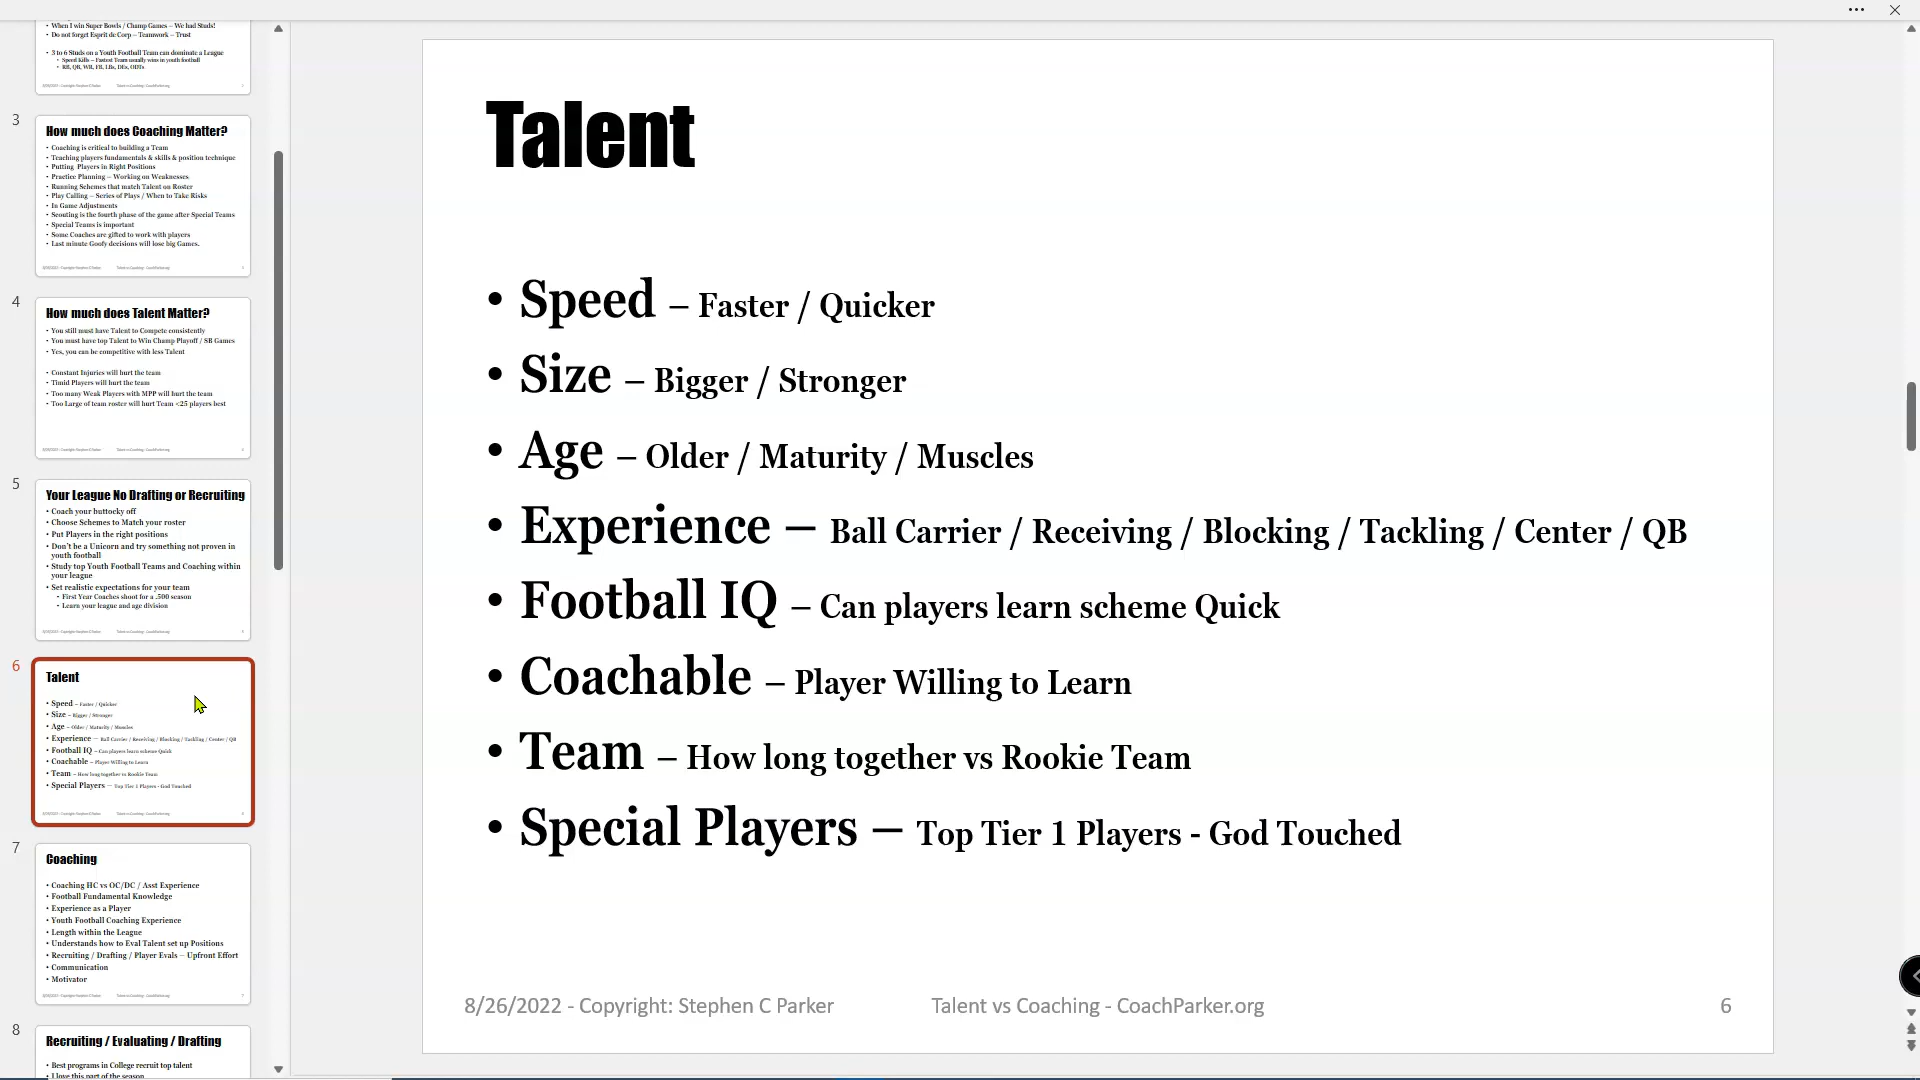 • When I win Super Bowls / Champ Games – We had Studs!
• Do not forget Esprit de Corp – Teamwork – Trust
• 3 to 6 Studs on a Youth Football Team can dominate a League
• Speed Kills – Fastest Team usually wins in youth football
• RB, QB, WR, FB, LBs, DEs, ODTs
3
How much does Coaching Matter?
• Coaching is critical to building a Team
• Teaching players fundamentals & skills & position technique
• Putting Players in Right Positions
• Practice Planning – Working on Weaknesses
• Running Schemes that match Talent on Roster
• Play Calling – Series of Plays / When to Take Risks
• In Game Adjustments
• Scouting is the fourth phase of the game after Special Teams
• Special Teams is important
• Some Coaches are gifted to work with players
• Last minute Goofy decisions will lose big Games.
4
How much does Talent Matter?
• You still must have Talent to Compete consistently
• You must have top Talent to Win Champ Playoff / SB Games
• Yes, you can be competitive with less Talent
• Constant Injuries will hurt the team
• Timid Players will hurt the team
• Too many Weak Players with MPP will hurt the team
• Too Large of team roster will hurt Team <25 players best
5
Your League No Drafting or Recruiting
• Coach your buttocky off
• Choose Schemes to Match your roster
• Put Players in the right positions
• Don't be a Unicorn and try something not proven in
youth football
• Study top Youth Football Teams and Coaching within
your league
• Set realistic expectations for your team
• First Year Coaches shoot for a .500 season
• Learn your league and age division
6
Talent
• Speed – Faster / Quicker
• Size – Bigger / Stronger
• Age – Older / Maturity / Muscles
• Experience – Ball Carrier / Receiving / Blocking / Tackling / Center / QB
• Football IQ – Can players learn scheme Quick
• Coachable – Player Willing to Learn
• Team – How long together vs Rookie Team
• Special Players – Top Tier 1 Players - God Touched
7
Coaching
• Coaching HC vs OC/DC / Asst Experience
• Football Fundamental Knowledge
• Experience as a Player
• Youth Football Coaching Experience
• Length within the League
• Understands how to Eval Talent set up Positions
• Recruiting / Drafting / Player Evals – Upfront Effort
• Communication
• Motivator
8
Recruiting / Evaluating / Drafting
• Best programs in College recruit top talent
• I love this part of the season
Talent
• Speed – Faster / Quicker
• Size – Bigger / Stronger
• Age – Older / Maturity / Muscles
• Experience – Ball Carrier / Receiving / Blocking / Tackling / Center / QB
• Football IQ – Can players learn scheme Quick
• Coachable – Player Willing to Learn
• Team – How long together vs Rookie Team
• Special Players – Top Tier 1 Players - God Touched
8/26/2022 - Copyright: Stephen C Parker
Talent vs Coaching - CoachParker.org
6